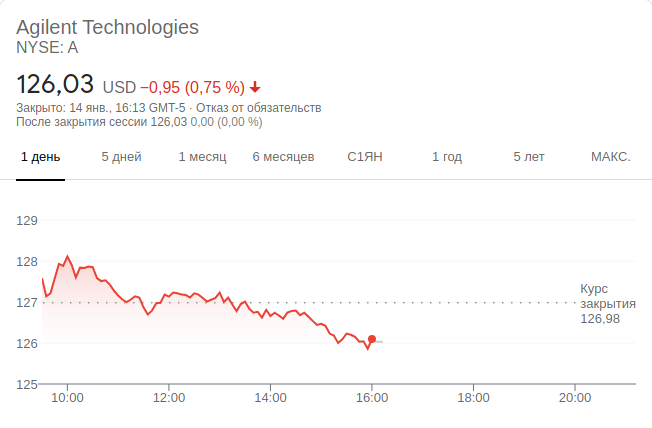 Agilent Technologies
NYSE: A
126,03 USD −0,95 (0,75 %)
Закрыто: 14 янв., 16:13 GMT-5 · Отказ от обязательств
После закрытия сессии 126,03 0,00 (0,00 %)
1 день 5 дней 1 месяц 6 месяцев С1ЯН 1 год 5 лет МАКС.
129
128
127
126
125
Курс
закрытия
126,98
10:00 12:00 14:00 16:00 18:00 20:00